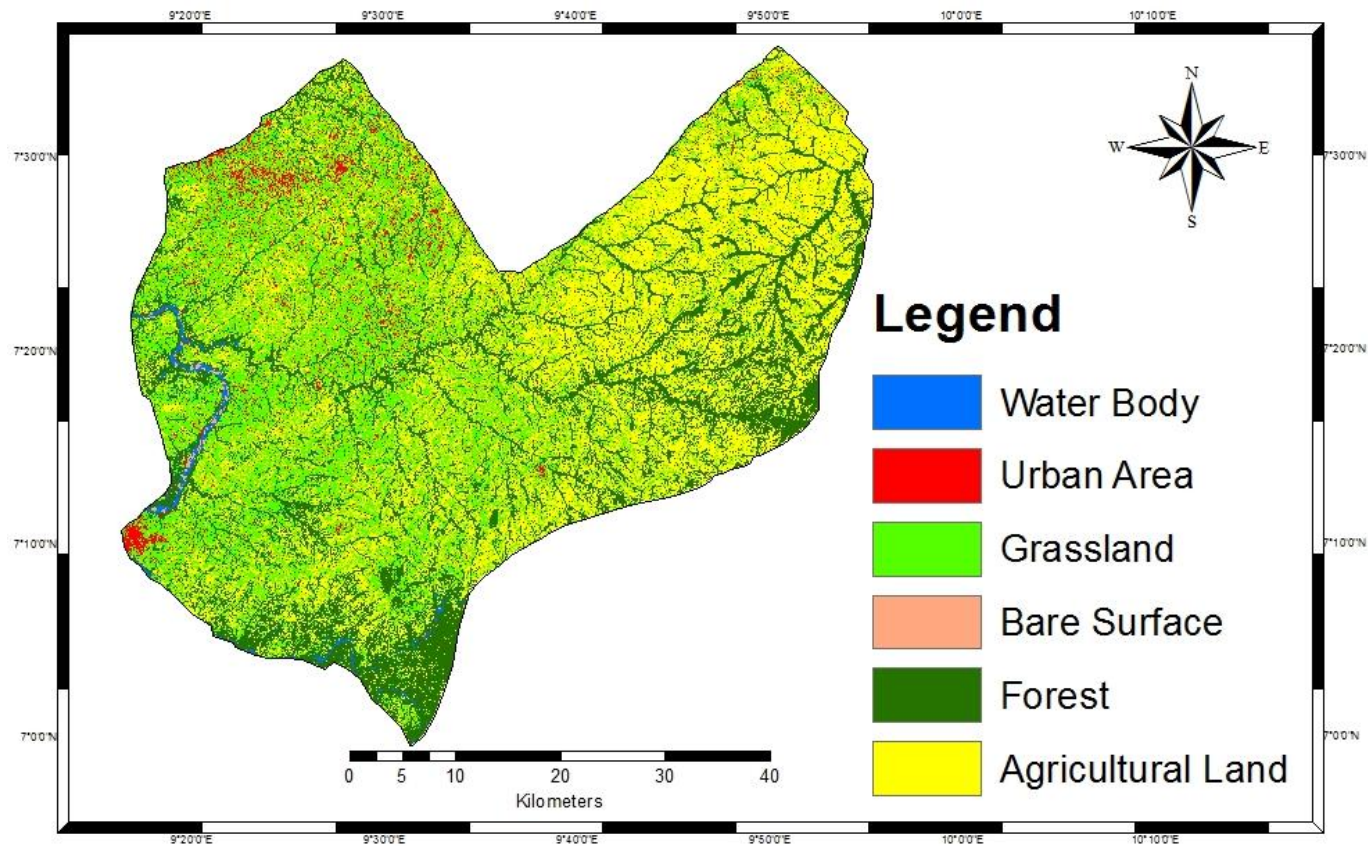 9°20'0"E 9°30'0"E 9°40'0"E 9°50'0"E 10°0'0"E 10°10'0"E
N
W E
S
7°30'0"N 7°30'0"N
Legend
7°20'0"N 7°20'0"N
Water Body
Urban Area
Grassland
7°10'0"N 7°10'0"N
Bare Surface
Forest
7°0'0"N 7°0'0"N
Agricultural Land
0 5 10 20 30 40
Kilometers
9°20'0"E 9°30'0"E 9°40'0"E 9°50'0"E 10°0'0"E 10°10'0"E